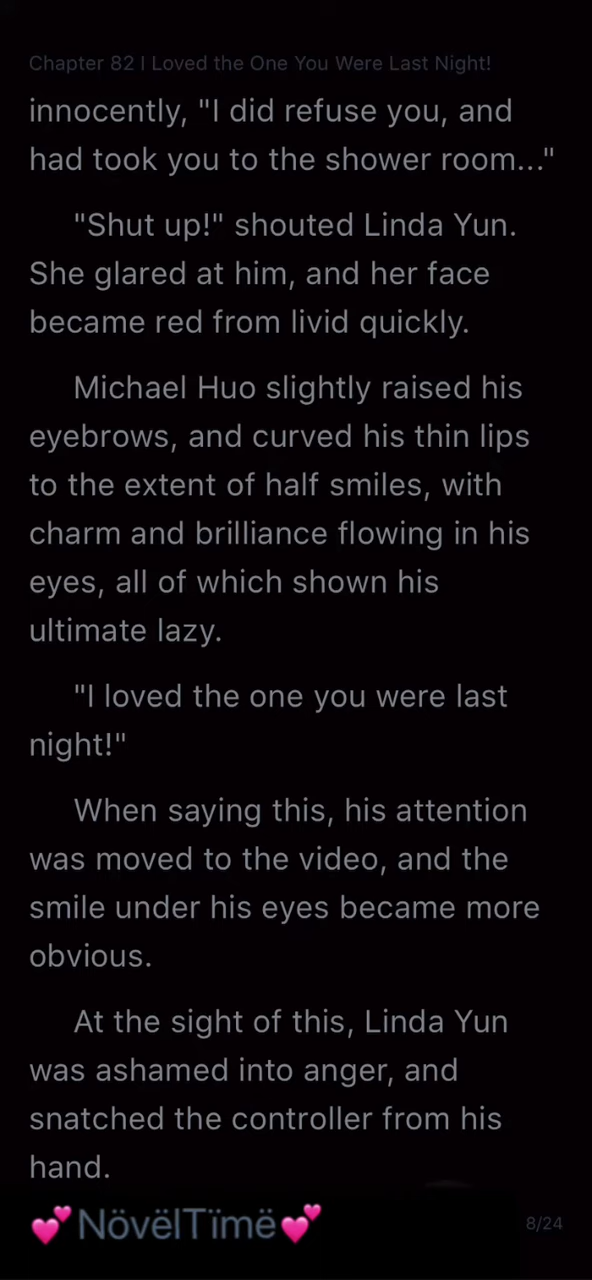 Chapter 82 I Loved the One You Were Last Night!
innocently, "I did refuse you, and
had took you to the shower room..."
"Shut up!" shouted Linda Yun.
She glared at him, and her face
became red from livid quickly.
Michael Huo slightly raised his
eyebrows, and curved his thin lips
to the extent of half smiles, with
charm and brilliance flowing in his
eyes, all of which shown his
ultimate lazy.
"I loved the one you were last
night!"
When saying this, his attention
was moved to the video, and the
smile under his eyes became more
obvious.
At the sight of this, Linda Yun
was ashamed into anger, and
snatched the controller from his
hand.
💕NövëlTïmë💕 8/24